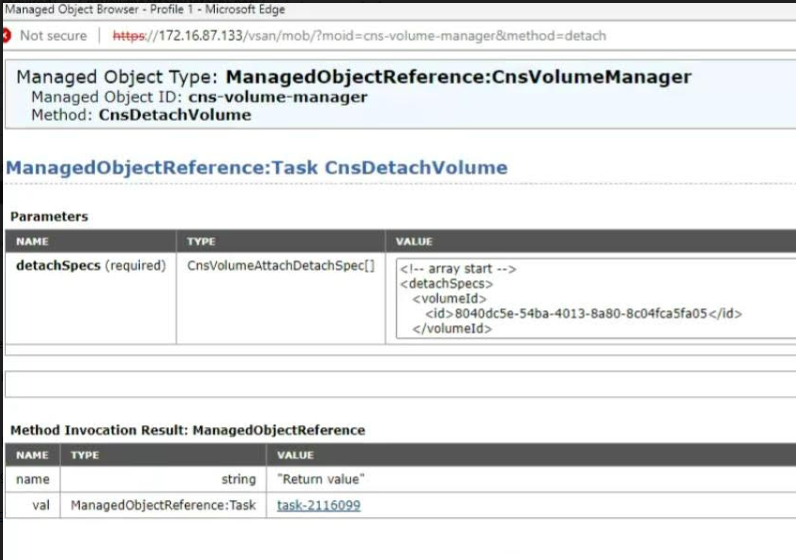 Managed Object Browser - Profile 1 - Microsoft Edge
Not secure | https://172.16.87.133/vsan/mob/?moid=cns-volume-manager&method=detach
Managed Object Type: ManagedObjectReference:CnsVolumeManager
Managed Object ID: cns-volume-manager
Method: CnsDetachVolume
ManagedObjectReference:Task CnsDetachVolume
Parameters
NAME TYPE VALUE
detachSpecs (required) CnsVolumeAttachDetachSpec[] <!-- array start -->
<detachSpecs>
<volumeId>
<id>8040dc5e-54ba-4013-8a80-8c04fca5fa05</id>
</volumeId>
Method Invocation Result: ManagedObjectReference
NAME TYPE VALUE
name string "Return value"
val ManagedObjectReference:Task task-2116099